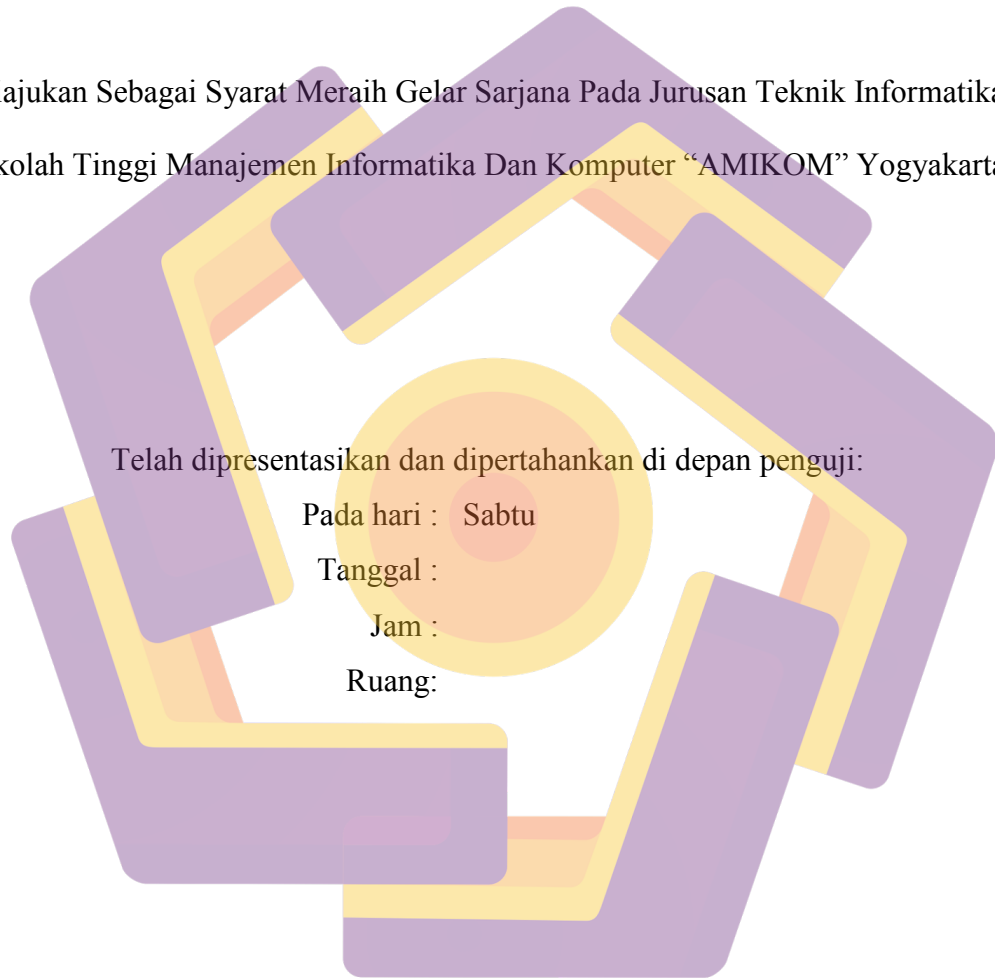 ajukan Sebagai Syarat Meraih Gelar Sarjana Pada Jurusan Teknik Informatika
kolah Tinggi Manajemen Informatika Dan Komputer “AMIKOM” Yogyakarta
Telah dipresentasikan dan dipertahankan di depan penguji:
Pada hari : Sabtu
Tanggal :
Jam :
Ruang: